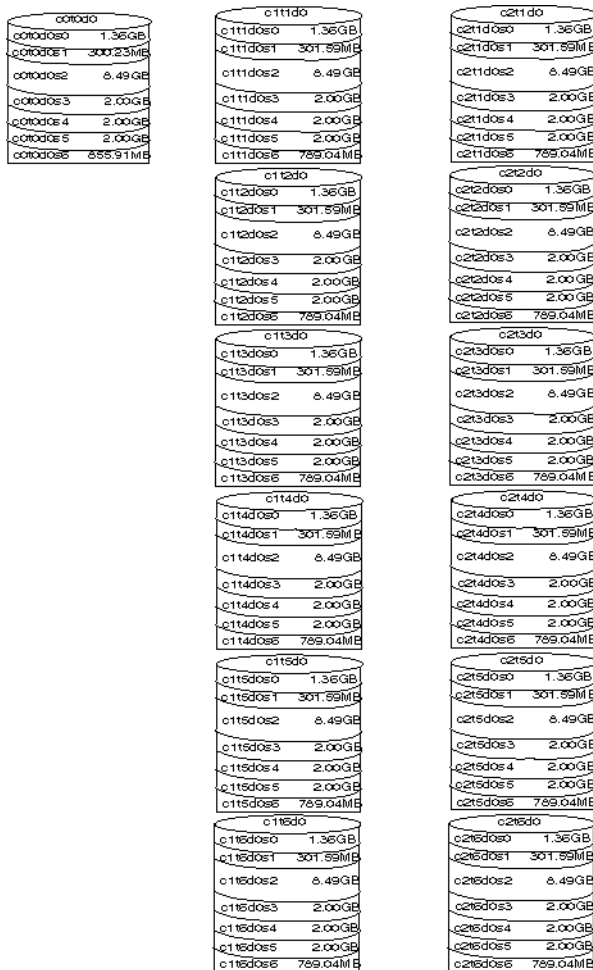 c0t0d0
c0t0d0s0 1.36GB
c0t0d0s1 300.23MB
c0t0d0s2 8.49GB
c0t0d0s3 2.00GB
c0t0d0s4 2.00GB
c0t0d0s5 2.00GB
c0t0d0s6 855.91MB
c1t1d0
c1t1d0s0 1.36GB
c1t1d0s1 301.59MB
c1t1d0s2 8.49GB
c1t1d0s3 2.00GB
c1t1d0s4 2.00GB
c1t1d0s5 2.00GB
c1t1d0s6 789.04MB
c1t2d0
c1t2d0s0 1.36GB
c1t2d0s1 301.59MB
c1t2d0s2 8.49GB
c1t2d0s3 2.00GB
c1t2d0s4 2.00GB
c1t2d0s5 2.00GB
c1t2d0s6 789.04MB
c1t3d0
c1t3d0s0 1.36GB
c1t3d0s1 301.59MB
c1t3d0s2 8.49GB
c1t3d0s3 2.00GB
c1t3d0s4 2.00GB
c1t3d0s5 2.00GB
c1t3d0s6 789.04MB
c1t4d0
c1t4d0s0 1.36GB
c1t4d0s1 301.59MB
c1t4d0s2 8.49GB
c1t4d0s3 2.00GB
c1t4d0s4 2.00GB
c1t4d0s5 2.00GB
c1t4d0s6 789.04MB
c1t5d0
c1t5d0s0 1.36GB
c1t5d0s1 301.59MB
c1t5d0s2 8.49GB
c1t5d0s3 2.00GB
c1t5d0s4 2.00GB
c1t5d0s5 2.00GB
c1t5d0s6 789.04MB
c1t6d0
c1t6d0s0 1.36GB
c1t6d0s1 301.59MB
c1t6d0s2 8.49GB
c1t6d0s3 2.00GB
c1t6d0s4 2.00GB
c1t6d0s5 2.00GB
c1t6d0s6 789.04MB
c2t1d0
c2t1d0s0 1.36GB
c2t1d0s1 301.59MB
c2t1d0s2 8.49GB
c2t1d0s3 2.00GB
c2t1d0s4 2.00GB
c2t1d0s5 2.00GB
c2t1d0s6 789.04MB
c2t2d0
c2t2d0s0 1.36GB
c2t2d0s1 301.59MB
c2t2d0s2 8.49GB
c2t2d0s3 2.00GB
c2t2d0s4 2.00GB
c2t2d0s5 2.00GB
c2t2d0s6 789.04MB
c2t3d0
c2t3d0s0 1.36GB
c2t3d0s1 301.59MB
c2t3d0s2 8.49GB
c2t3d0s3 2.00GB
c2t3d0s4 2.00GB
c2t3d0s5 2.00GB
c2t3d0s6 789.04MB
c2t4d0
c2t4d0s0 1.36GB
c2t4d0s1 301.59MB
c2t4d0s2 8.49GB
c2t4d0s3 2.00GB
c2t4d0s4 2.00GB
c2t4d0s5 2.00GB
c2t4d0s6 789.04MB
c2t5d0
c2t5d0s0 1.36GB
c2t5d0s1 301.59MB
c2t5d0s2 8.49GB
c2t5d0s3 2.00GB
c2t5d0s4 2.00GB
c2t5d0s5 2.00GB
c2t5d0s6 789.04MB
c2t6d0
c2t6d0s0 1.36GB
c2t6d0s1 301.59MB
c2t6d0s2 8.49GB
c2t6d0s3 2.00GB
c2t6d0s4 2.00GB
c2t6d0s5 2.00GB
c2t6d0s6 789.04MB